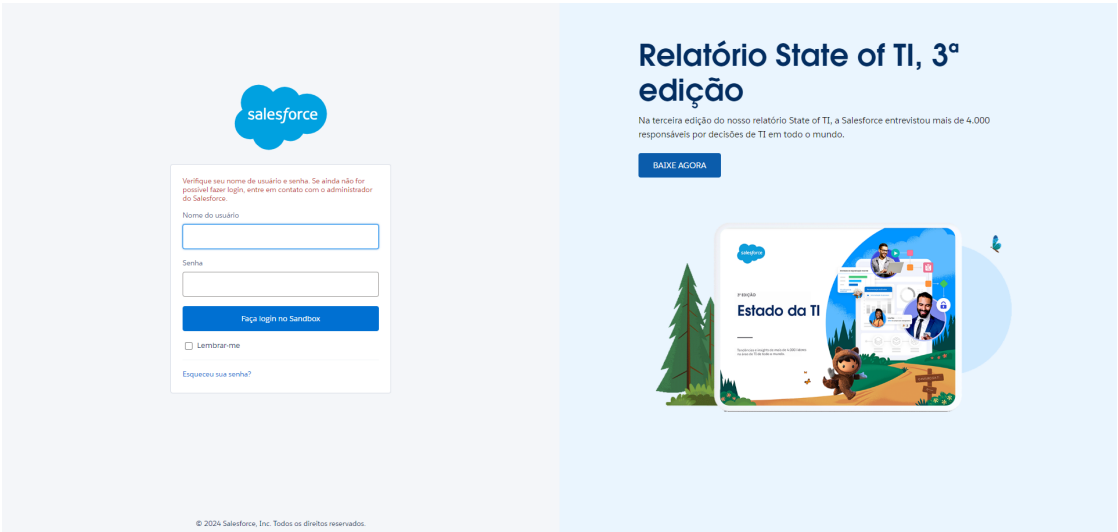 salesforce
Verifique seu nome de usuário e senha. Se ainda não for
possível fazer login, entre em contato com o administrador
do Salesforce.
Nome do usuário
Senha
Faça login no Sandbox
Lembrar-me
Esqueceu sua senha?
© 2024 Salesforce, Inc. Todos os direitos reservados.
Relatório State of TI, 3ª
edição
Na terceira edição do nosso relatório State of TI, a Salesforce entrevistou mais de 4.000
responsáveis por decisões de TI em todo o mundo.
BAIXE AGORA
salesforce
3ª EDIÇÃO
Estado da TI